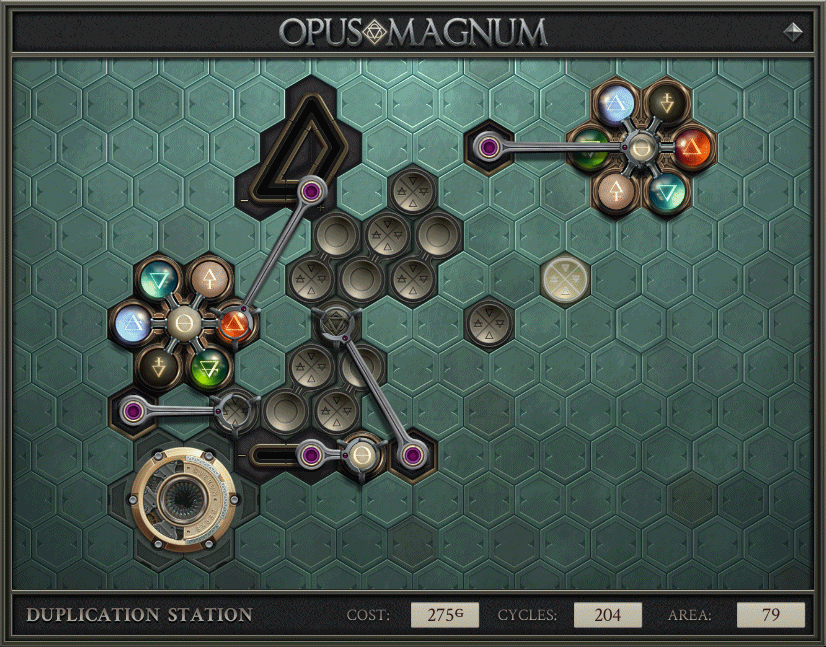 OPUS MAGNUM
DUPLICATION STATION COST: 275G CYCLES: 204 AREA: 79